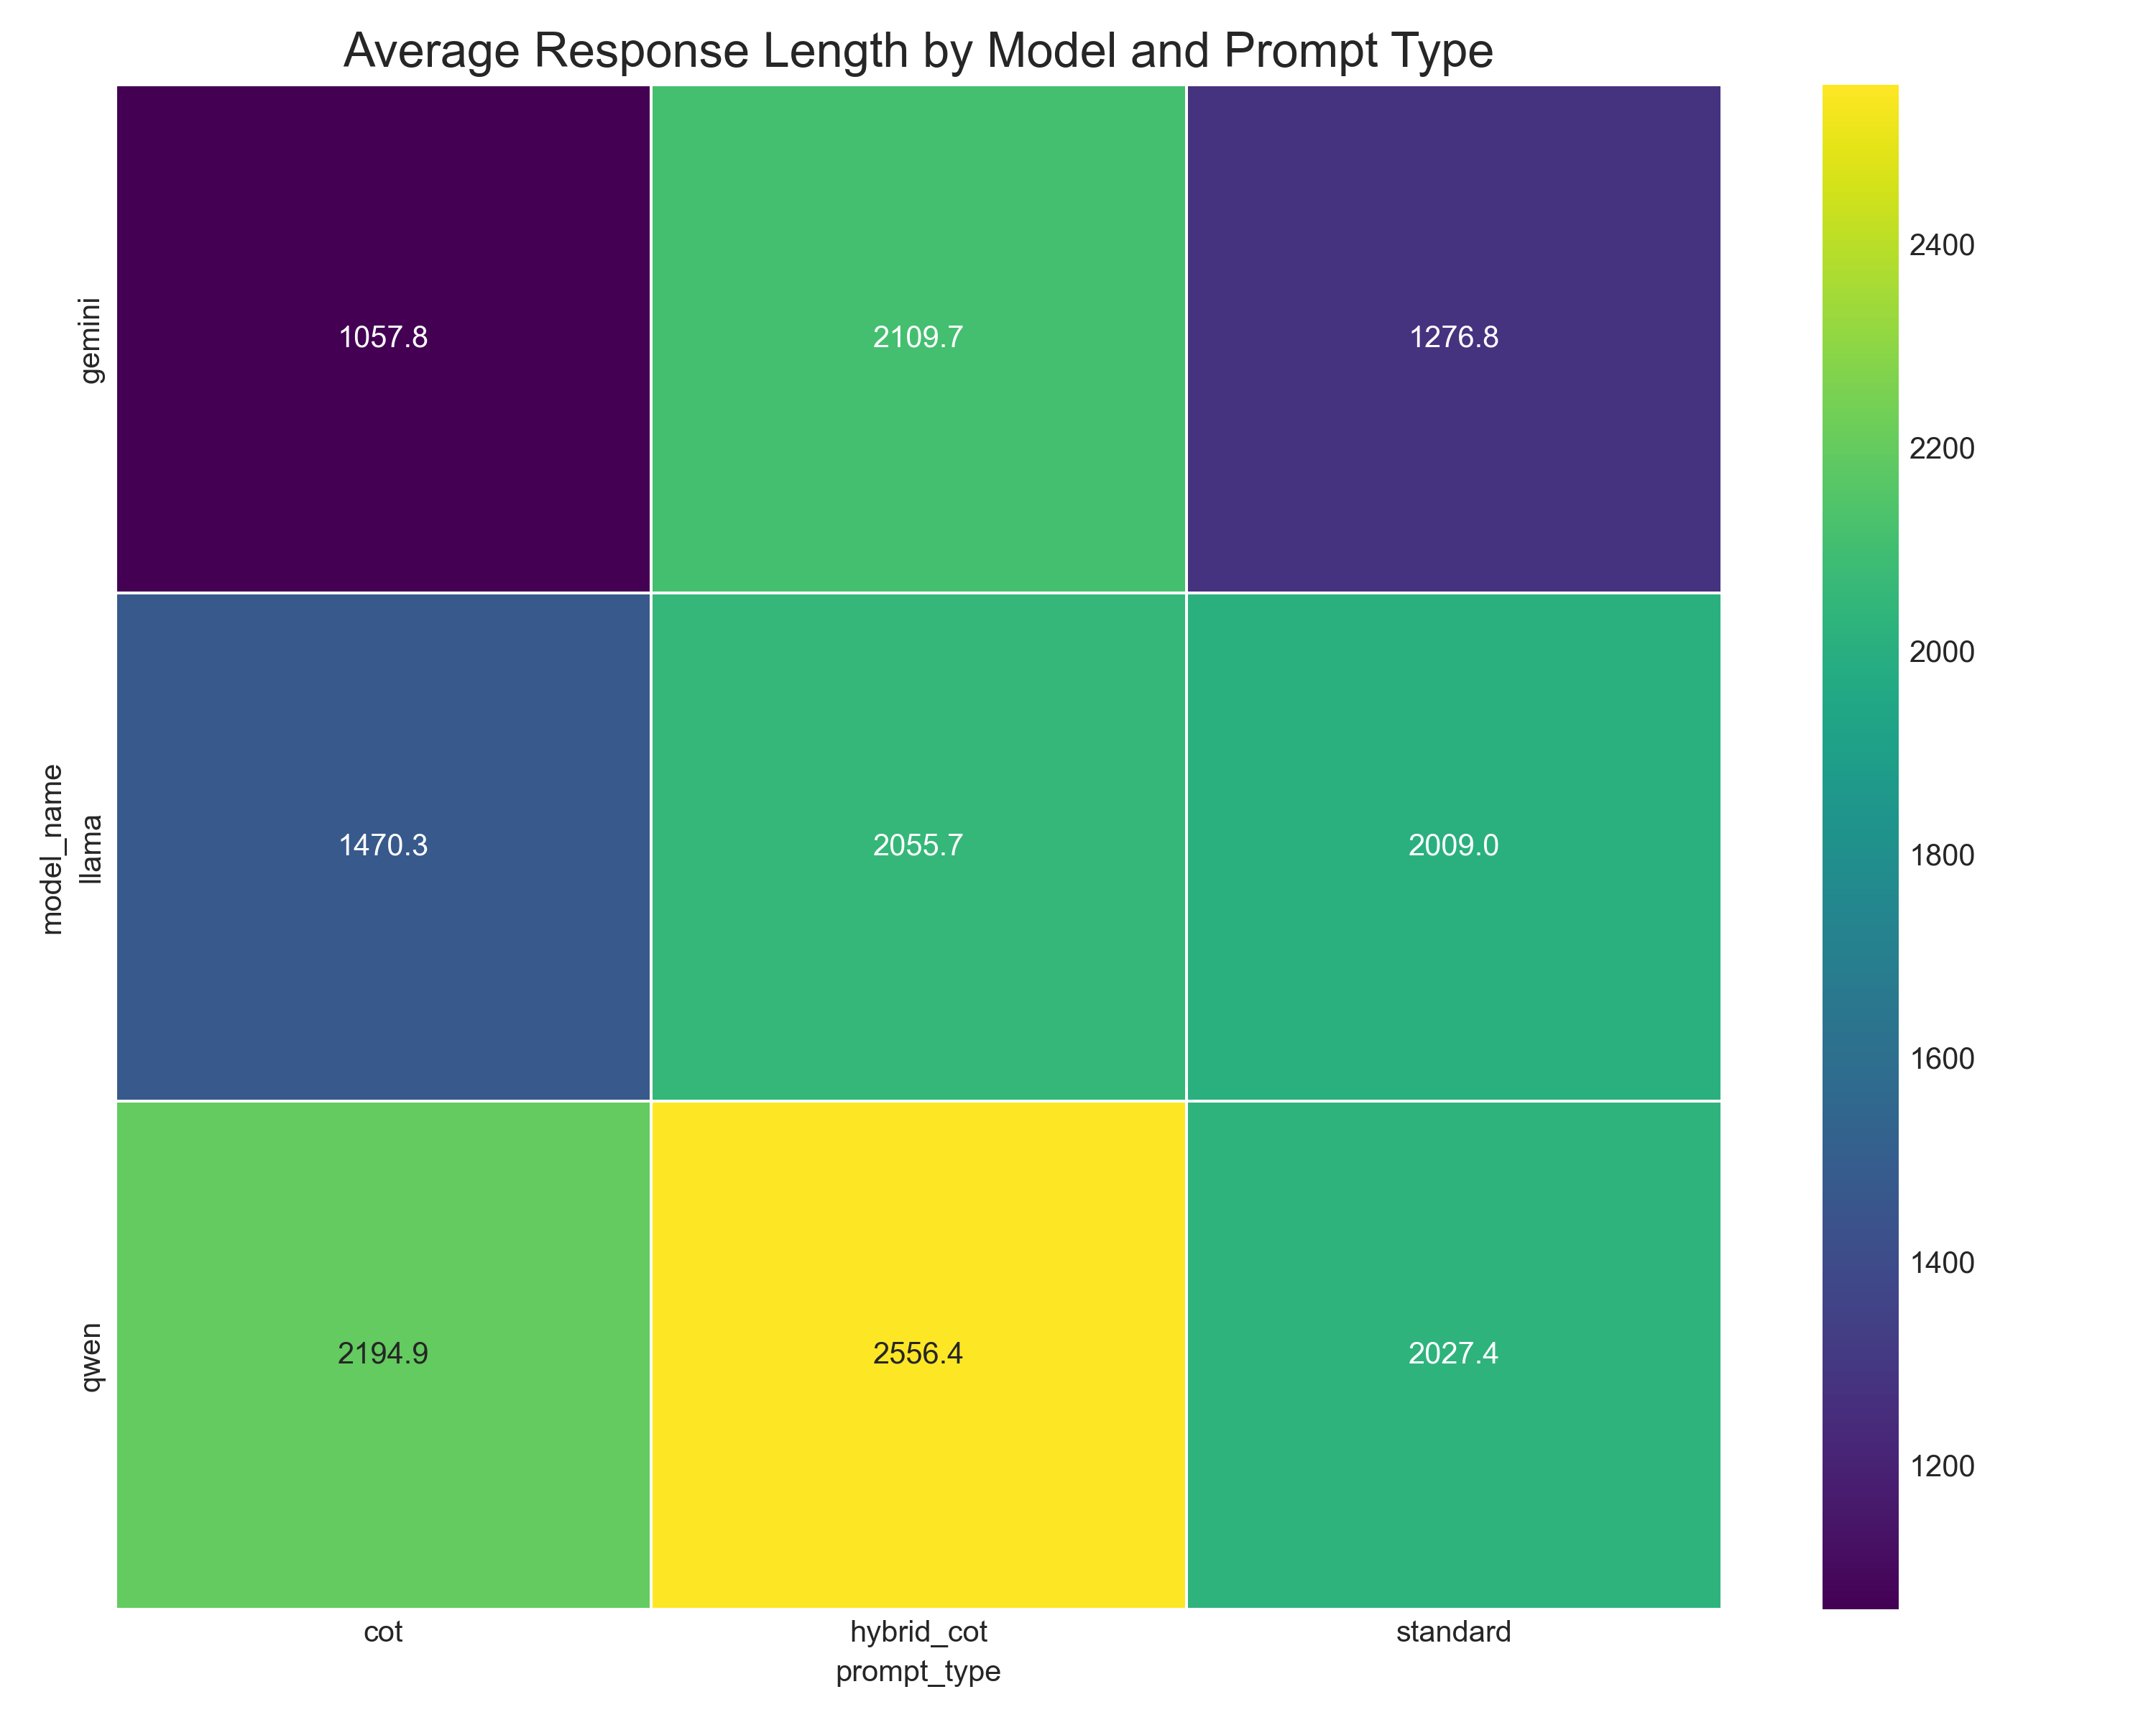 Average Response Length by Model and Prompt Type
gemini
1057.8
2109.7
1276.8
model_name
llama
1470.3
2055.7
2009.0
qwen
2194.9
2556.4
2027.4
cot
hybrid_cot
standard
prompt_type
2400
2200
2000
1800
1600
1400
1200